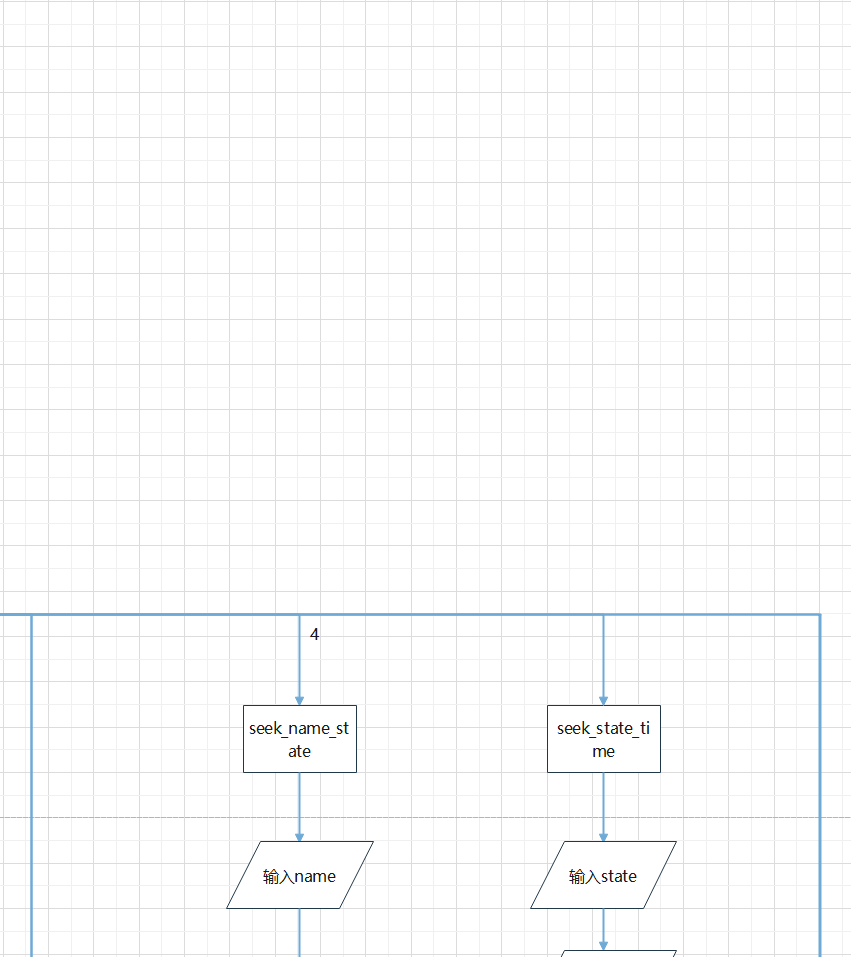 4
seek_name_st
ate
seek_state_ti
me
输入name
输入state